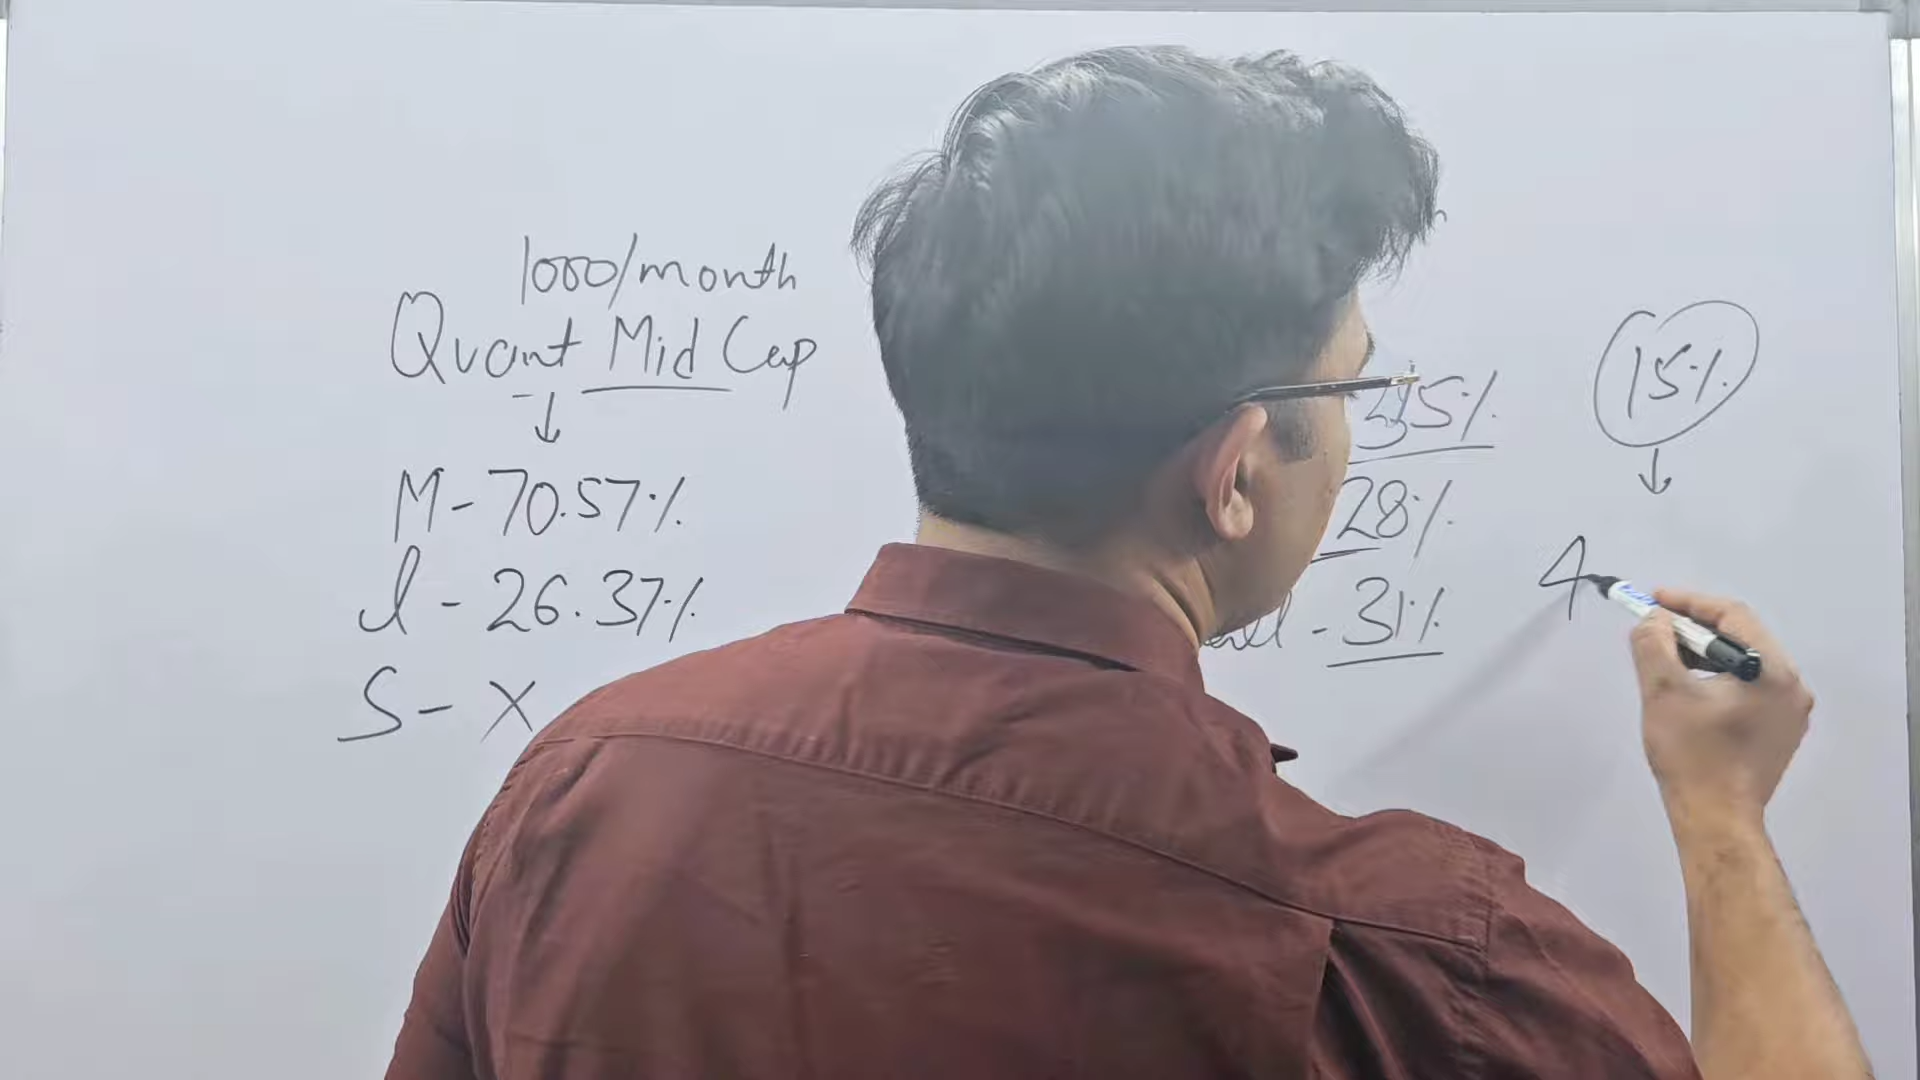 1000/month
Quant Mid Cap
↓
M - 70.57%
l - 26.37%
S - X
35%
28%
- 31%
15%
↓
4